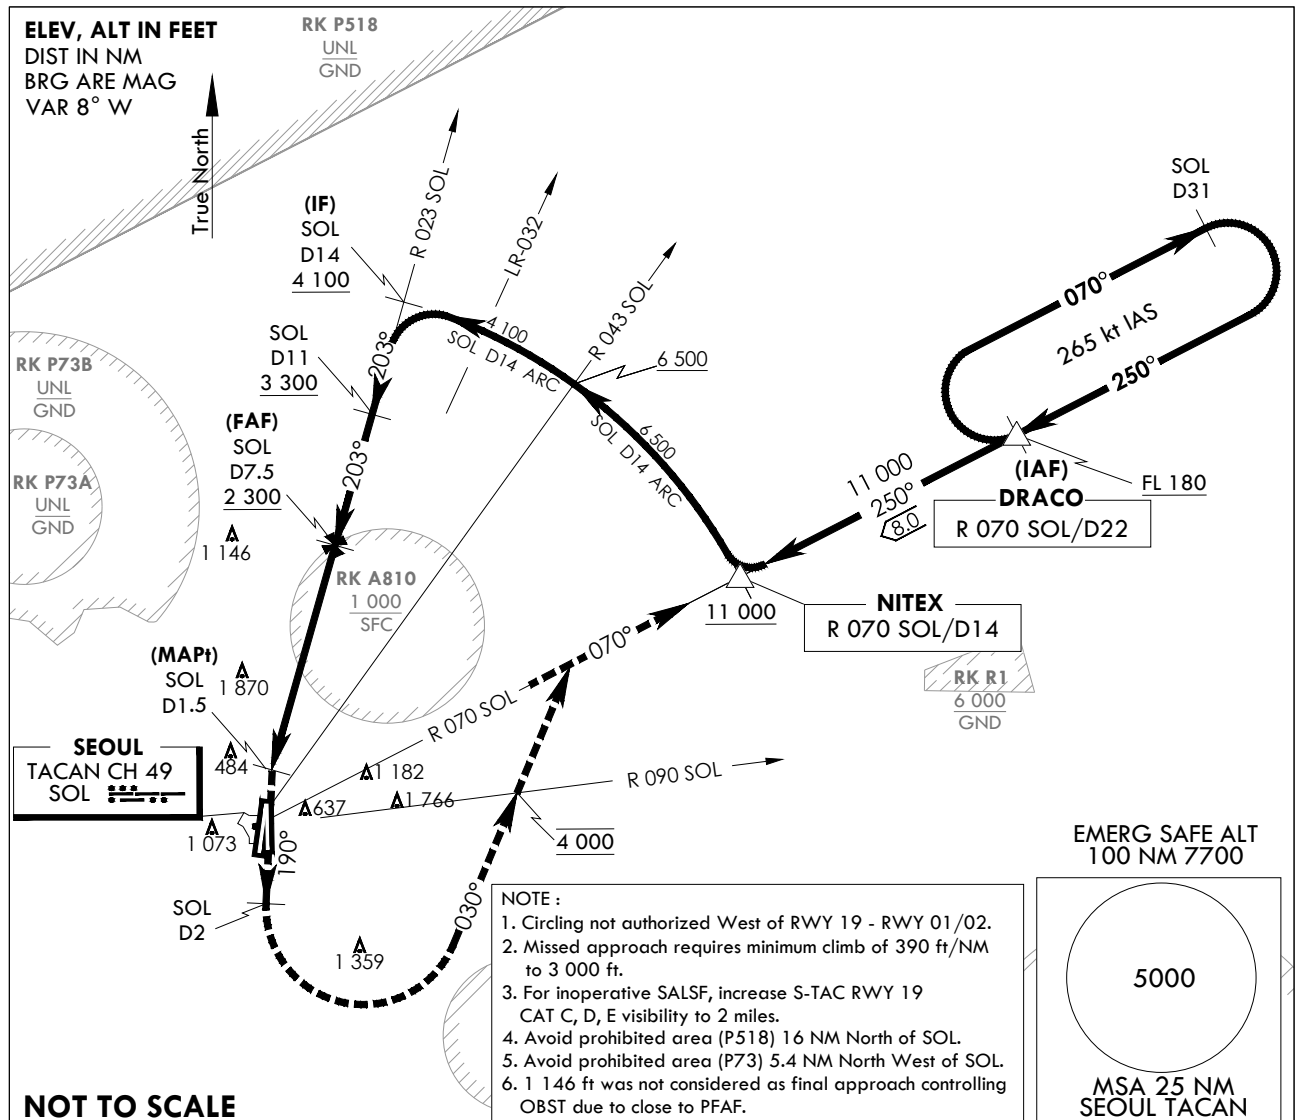 ELEV, ALT IN FEET
DIST IN NM
BRG ARE MAG
VAR 8° W
True North
RK P518
UNL
GND
(IF)
SOL
D14
4 100
R 023 SOL
LR-032
R 043 SOL
SOL
D31
070°
265 kt IAS
250°
4 100
SOL D14 ARC
6 500
SOL
D11
3 300
203°
RK P73B
UNL
GND
(FAF)
SOL
D7.5
2 300
203°
6 500
SOL D14 ARC
11 000
250°
8.0
(IAF)
DRACO
R 070 SOL/D22
FL 180
RK P73A
UNL
GND
1 146
RK A810
1 000
SFC
11 000
NITEX
R 070 SOL/D14
070°
R 070 SOL
(MAPt)
SOL
D1.5
1 870
RK R1
6 000
GND
SEOUL
TACAN CH 49
SOL
484
1 182
637
1 766
R 090 SOL
1 073
190°
4 000
SOL
D2
030°
1 359
EMERG SAFE ALT
100 NM 7700
5000
MSA 25 NM
SEOUL TACAN
NOTE :
1. Circling not authorized West of RWY 19 - RWY 01/02.
2. Missed approach requires minimum climb of 390 ft/NM
to 3 000 ft.
3. For inoperative SALSF, increase S-TAC RWY 19
CAT C, D, E visibility to 2 miles.
4. Avoid prohibited area (P518) 16 NM North of SOL.
5. Avoid prohibited area (P73) 5.4 NM North West of SOL.
6. 1 146 ft was not considered as final approach controlling
OBST due to close to PFAF.
NOT TO SCALE